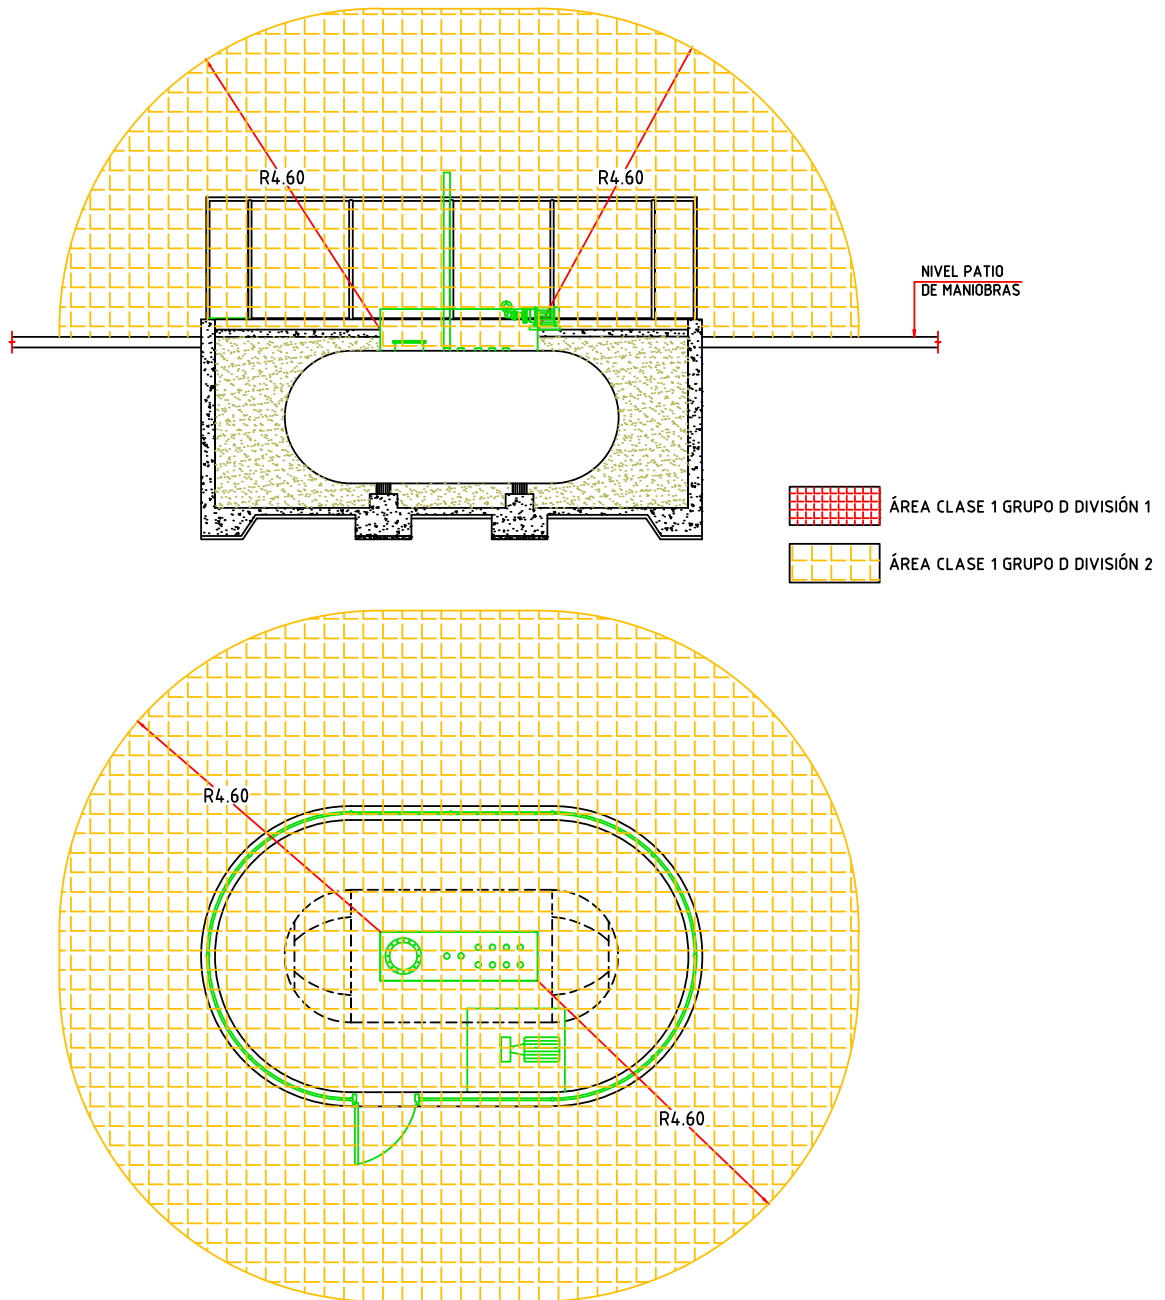 R4.60
R4.60
NIVEL PATIO
DE MANIOBRAS
ÁREA CLASE 1 GRUPO D DIVISIÓN 1
ÁREA CLASE 1 GRUPO D DIVISIÓN 2
R4.60
R4.60